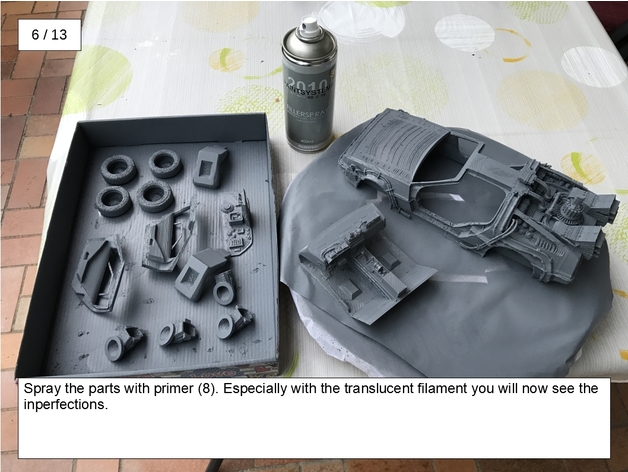 6 / 13
2010
Spray the parts with primer (8). Especially with the translucent filament you will now see the
inperfections.